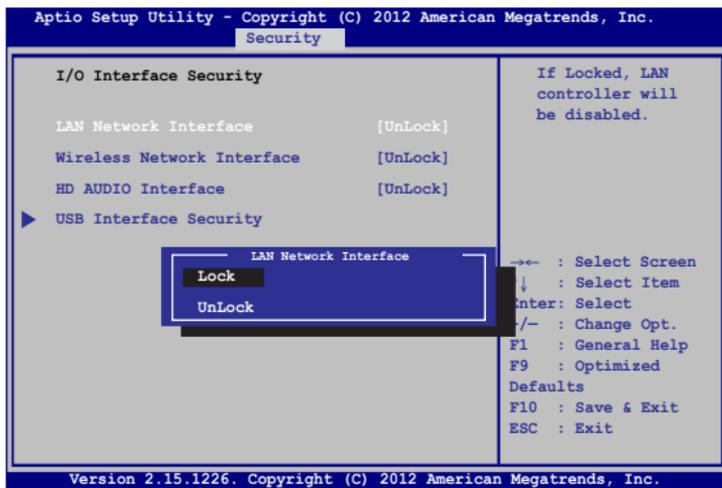 Aptio Setup Utility - Copyright (C) 2012 American Megatrends, Inc.
Security
I/O Interface Security
LAN Network Interface [UnLock]
Wireless Network Interface [UnLock]
HD AUDIO Interface [UnLock]
USB Interface Security
LAN Network Interface
Lock
UnLock
If Locked, LAN
controller will
be disabled.
→← : Select Screen
↓ : Select Item
Enter: Select
/— : Change Opt.
F1 : General Help
F9 : Optimized
Defaults
F10 : Save & Exit
ESC : Exit
Version 2.15.1226. Copyright (C) 2012 American Megatrends, Inc.